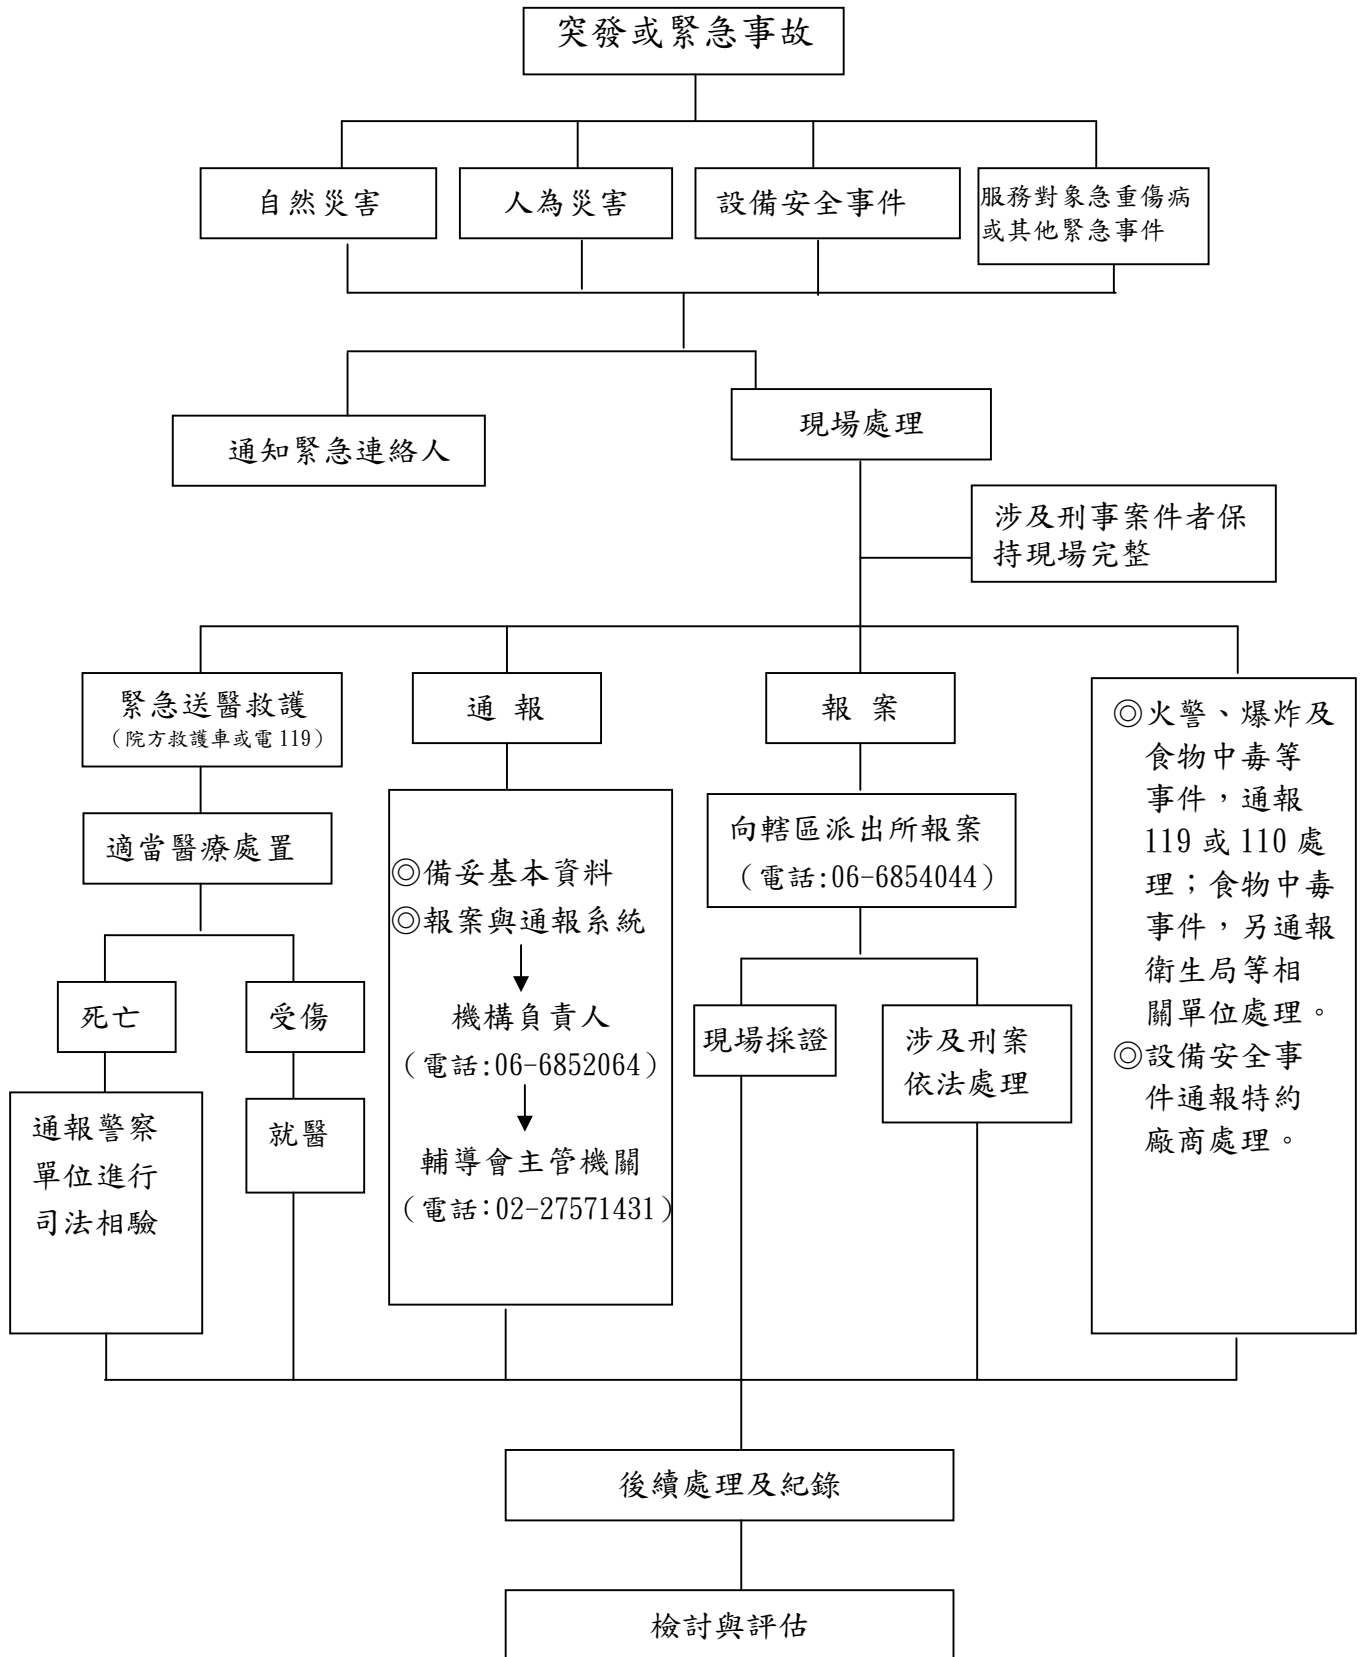 突發或緊急事故
自然災害
人為災害
設備安全事件
服務對象急重傷病
或其他緊急事件
通知緊急連絡人
現場處理
涉及刑事案件者保
持現場完整
緊急送醫救護
（院方救護車或電119）
適當醫療處置
死亡
受傷
通報警察
單位進行
司法相驗
就醫
通 報
◎備妥基本資料
◎報案與通報系統
機構負責人
（電話:06-6852064）
輔導會主管機關
（電話:02-27571431）
報 案
向轄區派出所報案
（電話:06-6854044）
現場採證
涉及刑案
依法處理
◎火警、爆炸及
食物中毒等
事件，通報
119 或 110 處
理；食物中毒
事件，另通報
衛生局等相
關單位處理。
◎設備安全事
件通報特約
廠商處理。
後續處理及紀錄
檢討與評估